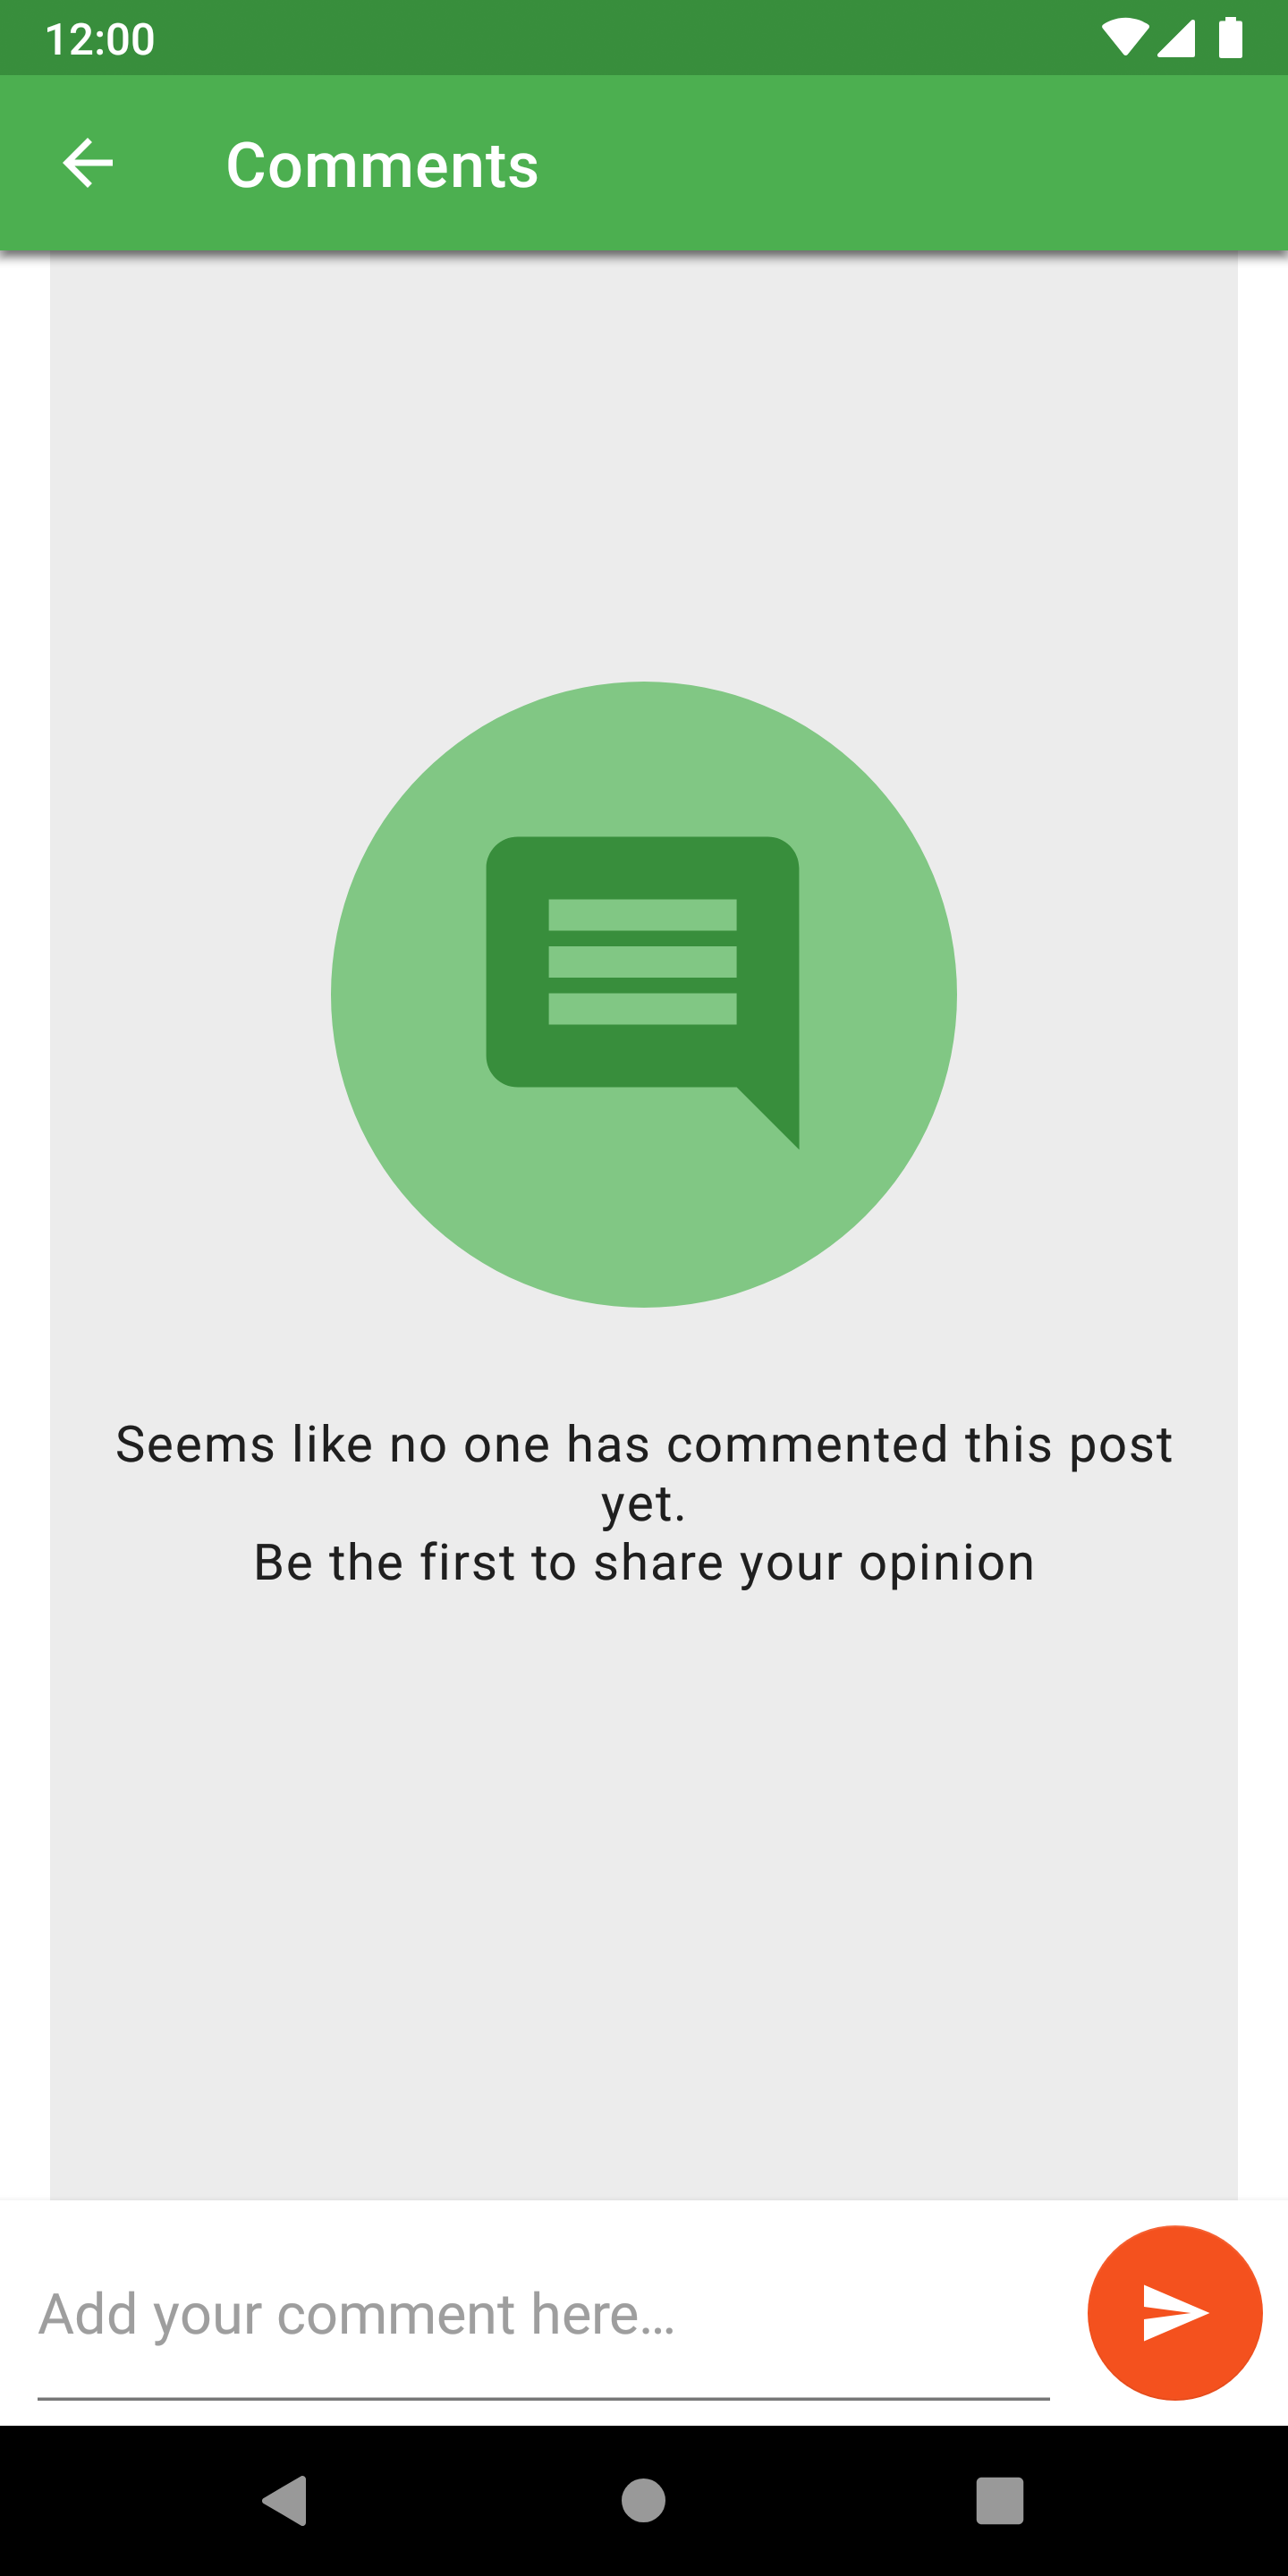 12:00
Comments
Seems like no one has commented this post
yet.
Be the first to share your opinion
Add your comment here…